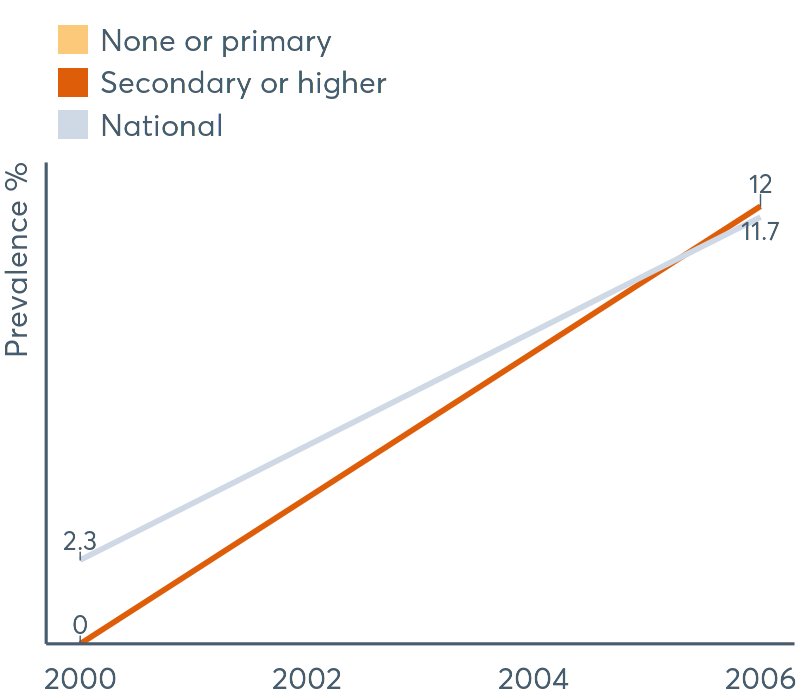 None or primary
Secondary or higher
National
Prevalence %
12
11.7
2.3
0
2000 2002 2004 2006